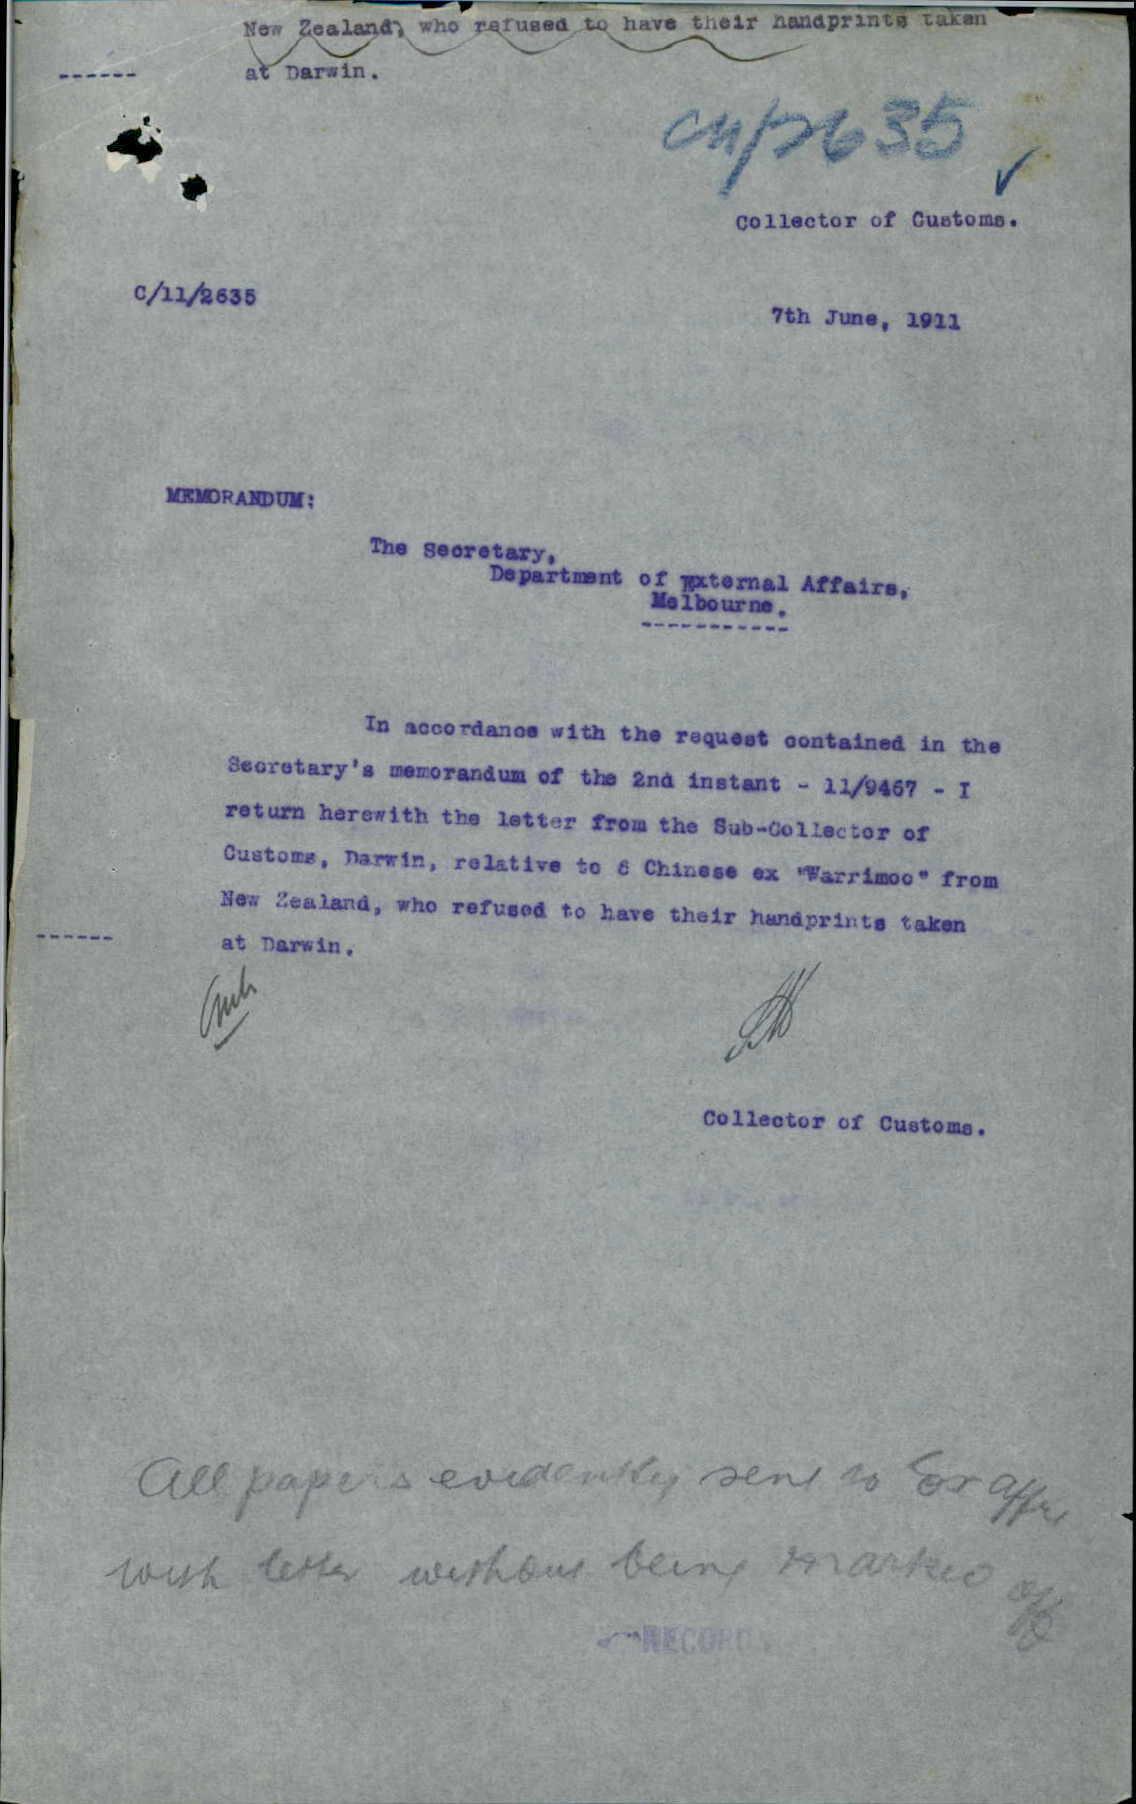 New Zealand, who refused to have their handprints taken
at Darwin.
------
635
Collector of Customs.
C/11/2635
7th June, 1911
MEMORANDUM:
The Secretary,
Department of External Affairs,
Melbourne.
-----------
In accordance with the request contained in the
Secretary's memorandum of the 2nd instant - 11/9467 - I
return herewith the letter from the Sub-Collector of
Customs, Darwin, relative to 6 Chinese ex "Warrimoo" from
New Zealand, who refused to have their handprints taken
------
at Darwin.
Collector of Customs.
All papers evidently sent to Ex Affrs
with letter without being marked off
RECORDS